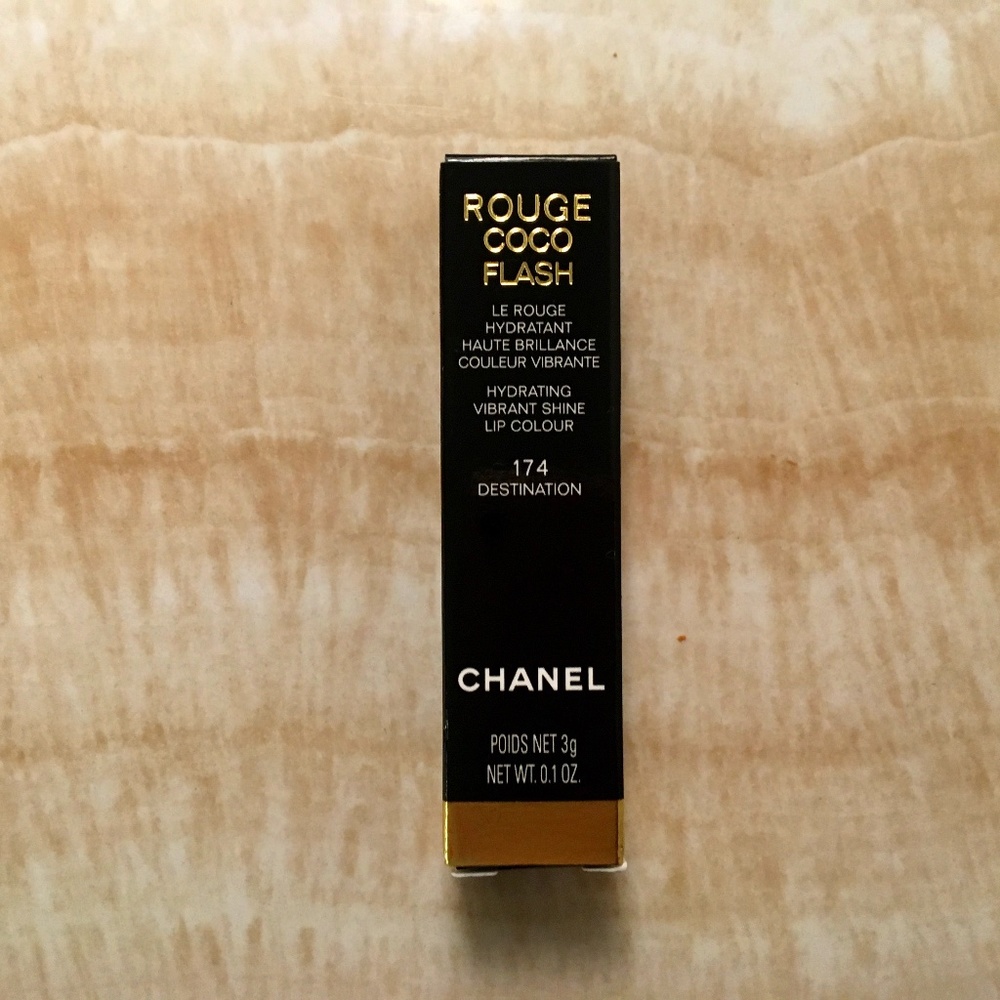 ROUGE
COCO
FLASH
LE ROUGE
HYDRATANT
HAUTE BRILLANCE
COULEUR VIBRANTE
HYDRATING
VIBRANT SHINE
LIP COLOUR
174
DESTINATION
CHANEL
POIDS NET 3g
NET WT. 0.1 OZ.